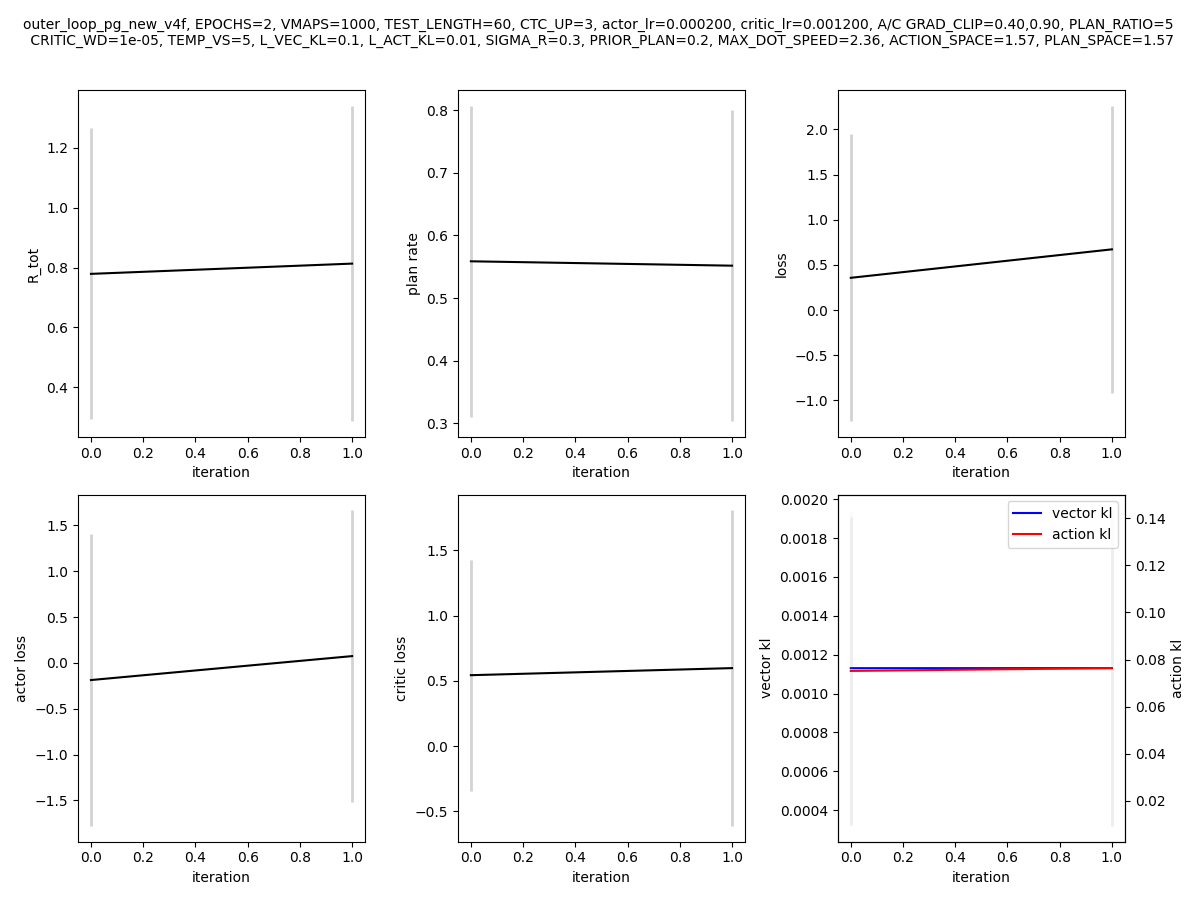 outer_loop_pg_new_v4f, EPOCHS=2, VMAPS=1000, TEST_LENGTH=60, CTC_UP=3, actor_lr=0.000200, critic_lr=0.001200, A/C GRAD_CLIP=0.40,0.90, PLAN_RATIO=5
CRITIC_WD=1e-05, TEMP_VS=5, L_VEC_KL=0.1, L_ACT_KL=0.01, SIGMA_R=0.3, PRIOR_PLAN=0.2, MAX_DOT_SPEED=2.36, ACTION_SPACE=1.57, PLAN_SPACE=1.57
R_tot
1.2
1.0
0.8
0.6
0.4
0.0 0.2 0.4 0.6 0.8 1.0
iteration
plan rate
0.8
0.7
0.6
0.5
0.4
0.3
0.0 0.2 0.4 0.6 0.8 1.0
iteration
loss
2.0
1.5
1.0
0.5
0.0
−0.5
−1.0
0.0 0.2 0.4 0.6 0.8 1.0
iteration
actor loss
1.5
1.0
0.5
0.0
−0.5
−1.0
−1.5
0.0 0.2 0.4 0.6 0.8 1.0
iteration
critic loss
1.5
1.0
0.5
0.0
−0.5
0.0 0.2 0.4 0.6 0.8 1.0
iteration
vector kl
0.0020
0.0018
0.0016
0.0014
0.0012
0.0010
0.0008
0.0006
0.0004
vector kl
action kl
0.14
0.12
0.10
0.08
0.06
0.04
0.02
action kl
0.0 0.2 0.4 0.6 0.8 1.0
iteration